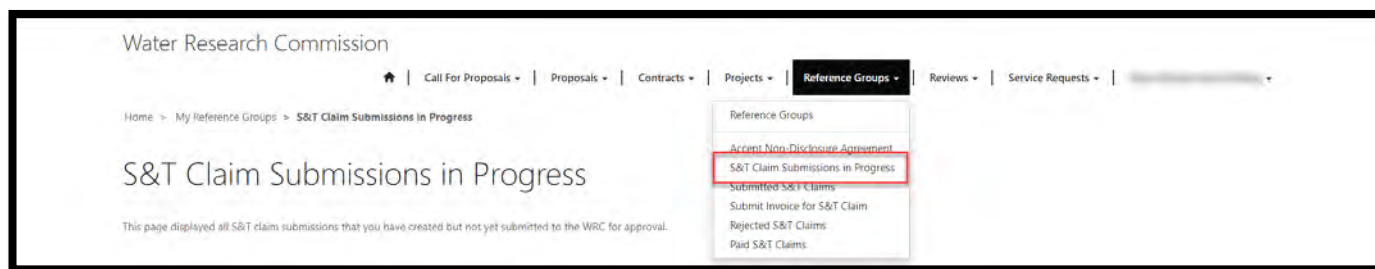 Water Research Commission
Call For Proposals | Proposals | Contracts | Projects | Reference Groups | Reviews | Service Requests |
Home > My Reference Groups > S&T Claim Submissions in Progress
Reference Groups
Accept Non-Disclosure Agreement
S&T Claim Submissions in Progress
S&T Claim Submissions in Progress
Submitted S&T Claims
Submit Invoice for S&T Claim
This page displayed all S&T claim submissions that you have created but not yet submitted to the WRC for approval.
Rejected S&T Claims
Paid S&T Claims